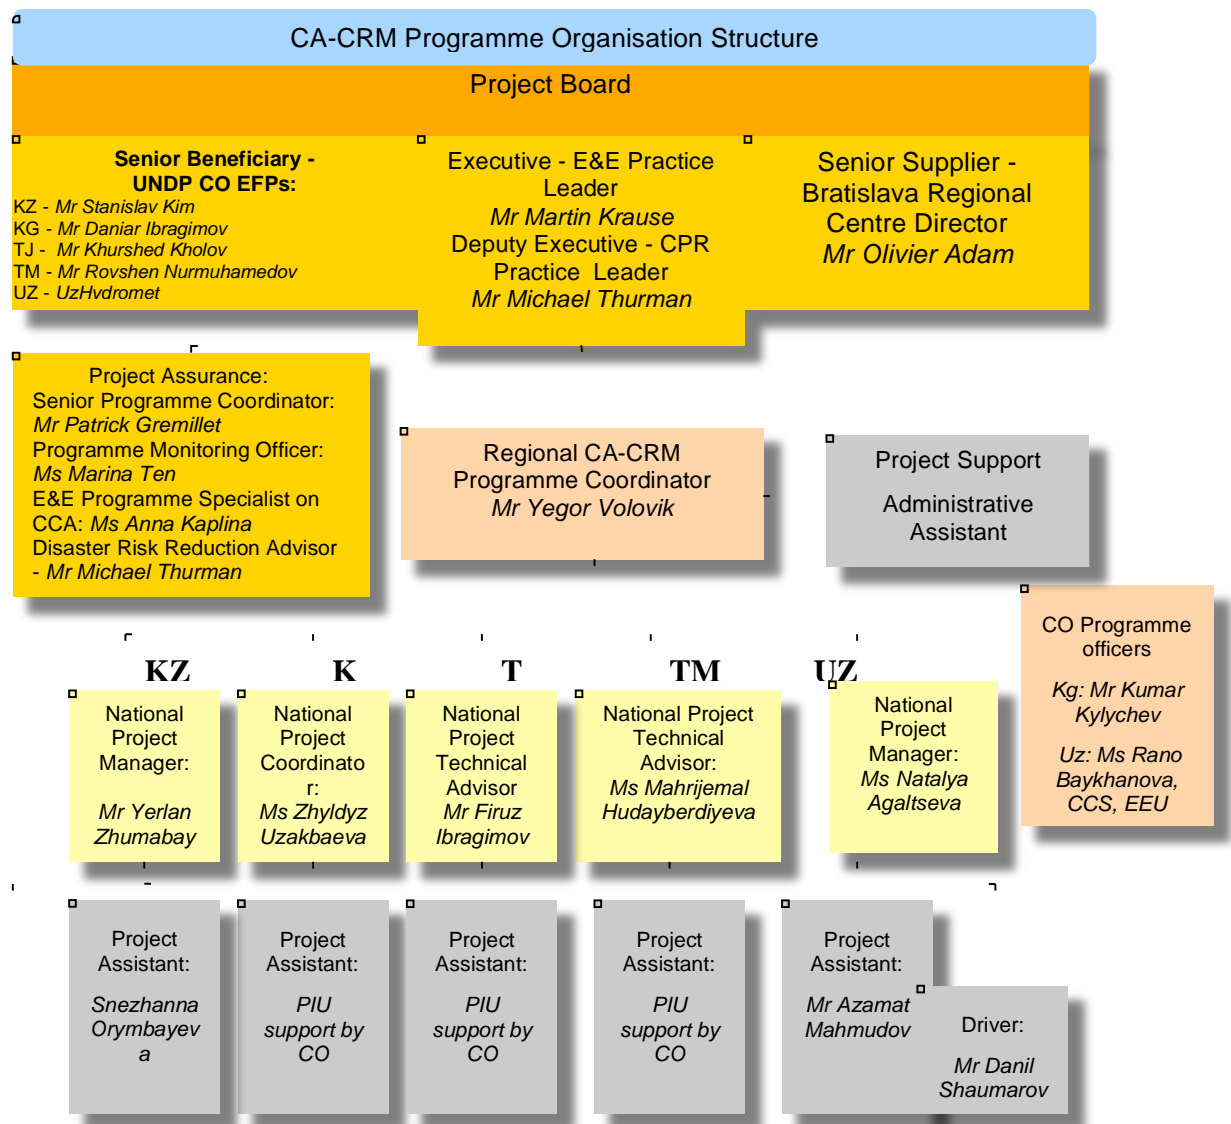 CA-CRM Programme Organisation Structure
Project Board
Senior Beneficiary -
UNDP CO EFPs:
KZ - Mr Stanislav Kim
KG - Mr Daniar Ibragimov
TJ - Mr Khurshed Kholov
TM - Mr Rovshen Nurmuhamedov
UZ - UzHydromet
Executive - E&E Practice
Leader
Mr Martin Krause
Deputy Executive - CPR
Practice Leader
Mr Michael Thurman
Senior Supplier -
Bratislava Regional
Centre Director
Mr Olivier Adam
Project Assurance:
Senior Programme Coordinator:
Mr Patrick Gremillet
Programme Monitoring Officer:
Ms Marina Ten
E&E Programme Specialist on
CCA: Ms Anna Kaplina
Disaster Risk Reduction Advisor
- Mr Michael Thurman
Regional CA-CRM
Programme Coordinator
Mr Yegor Volovik
Project Support
Administrative
Assistant
CO Programme
officers
Kg: Mr Kumar
Kylychev
Uz: Ms Rano
Baykhanova,
CCS, EEU
KZ
National
Project
Manager:
Mr Yerlan
Zhumabay
K
National
Project
Coordinato
r:
Ms Zhyldyz
Uzakbaeva
T
National
Project
Technical
Advisor
Mr Firuz
Ibragimov
TM
National Project
Technical
Advisor:
Ms Mahrijemal
Hudayberdiyeva
UZ
National
Project
Manager:
Ms Natalya
Agaltseva
Project
Assistant:
Snezhanna
Orymbayev
a
Project
Assistant:
PIU
support by
CO
Project
Assistant:
PIU
support by
CO
Project
Assistant:
PIU
support by
CO
Project
Assistant:
Mr Azamat
Mahmudov
Driver:
Mr Danil
Shaumarov